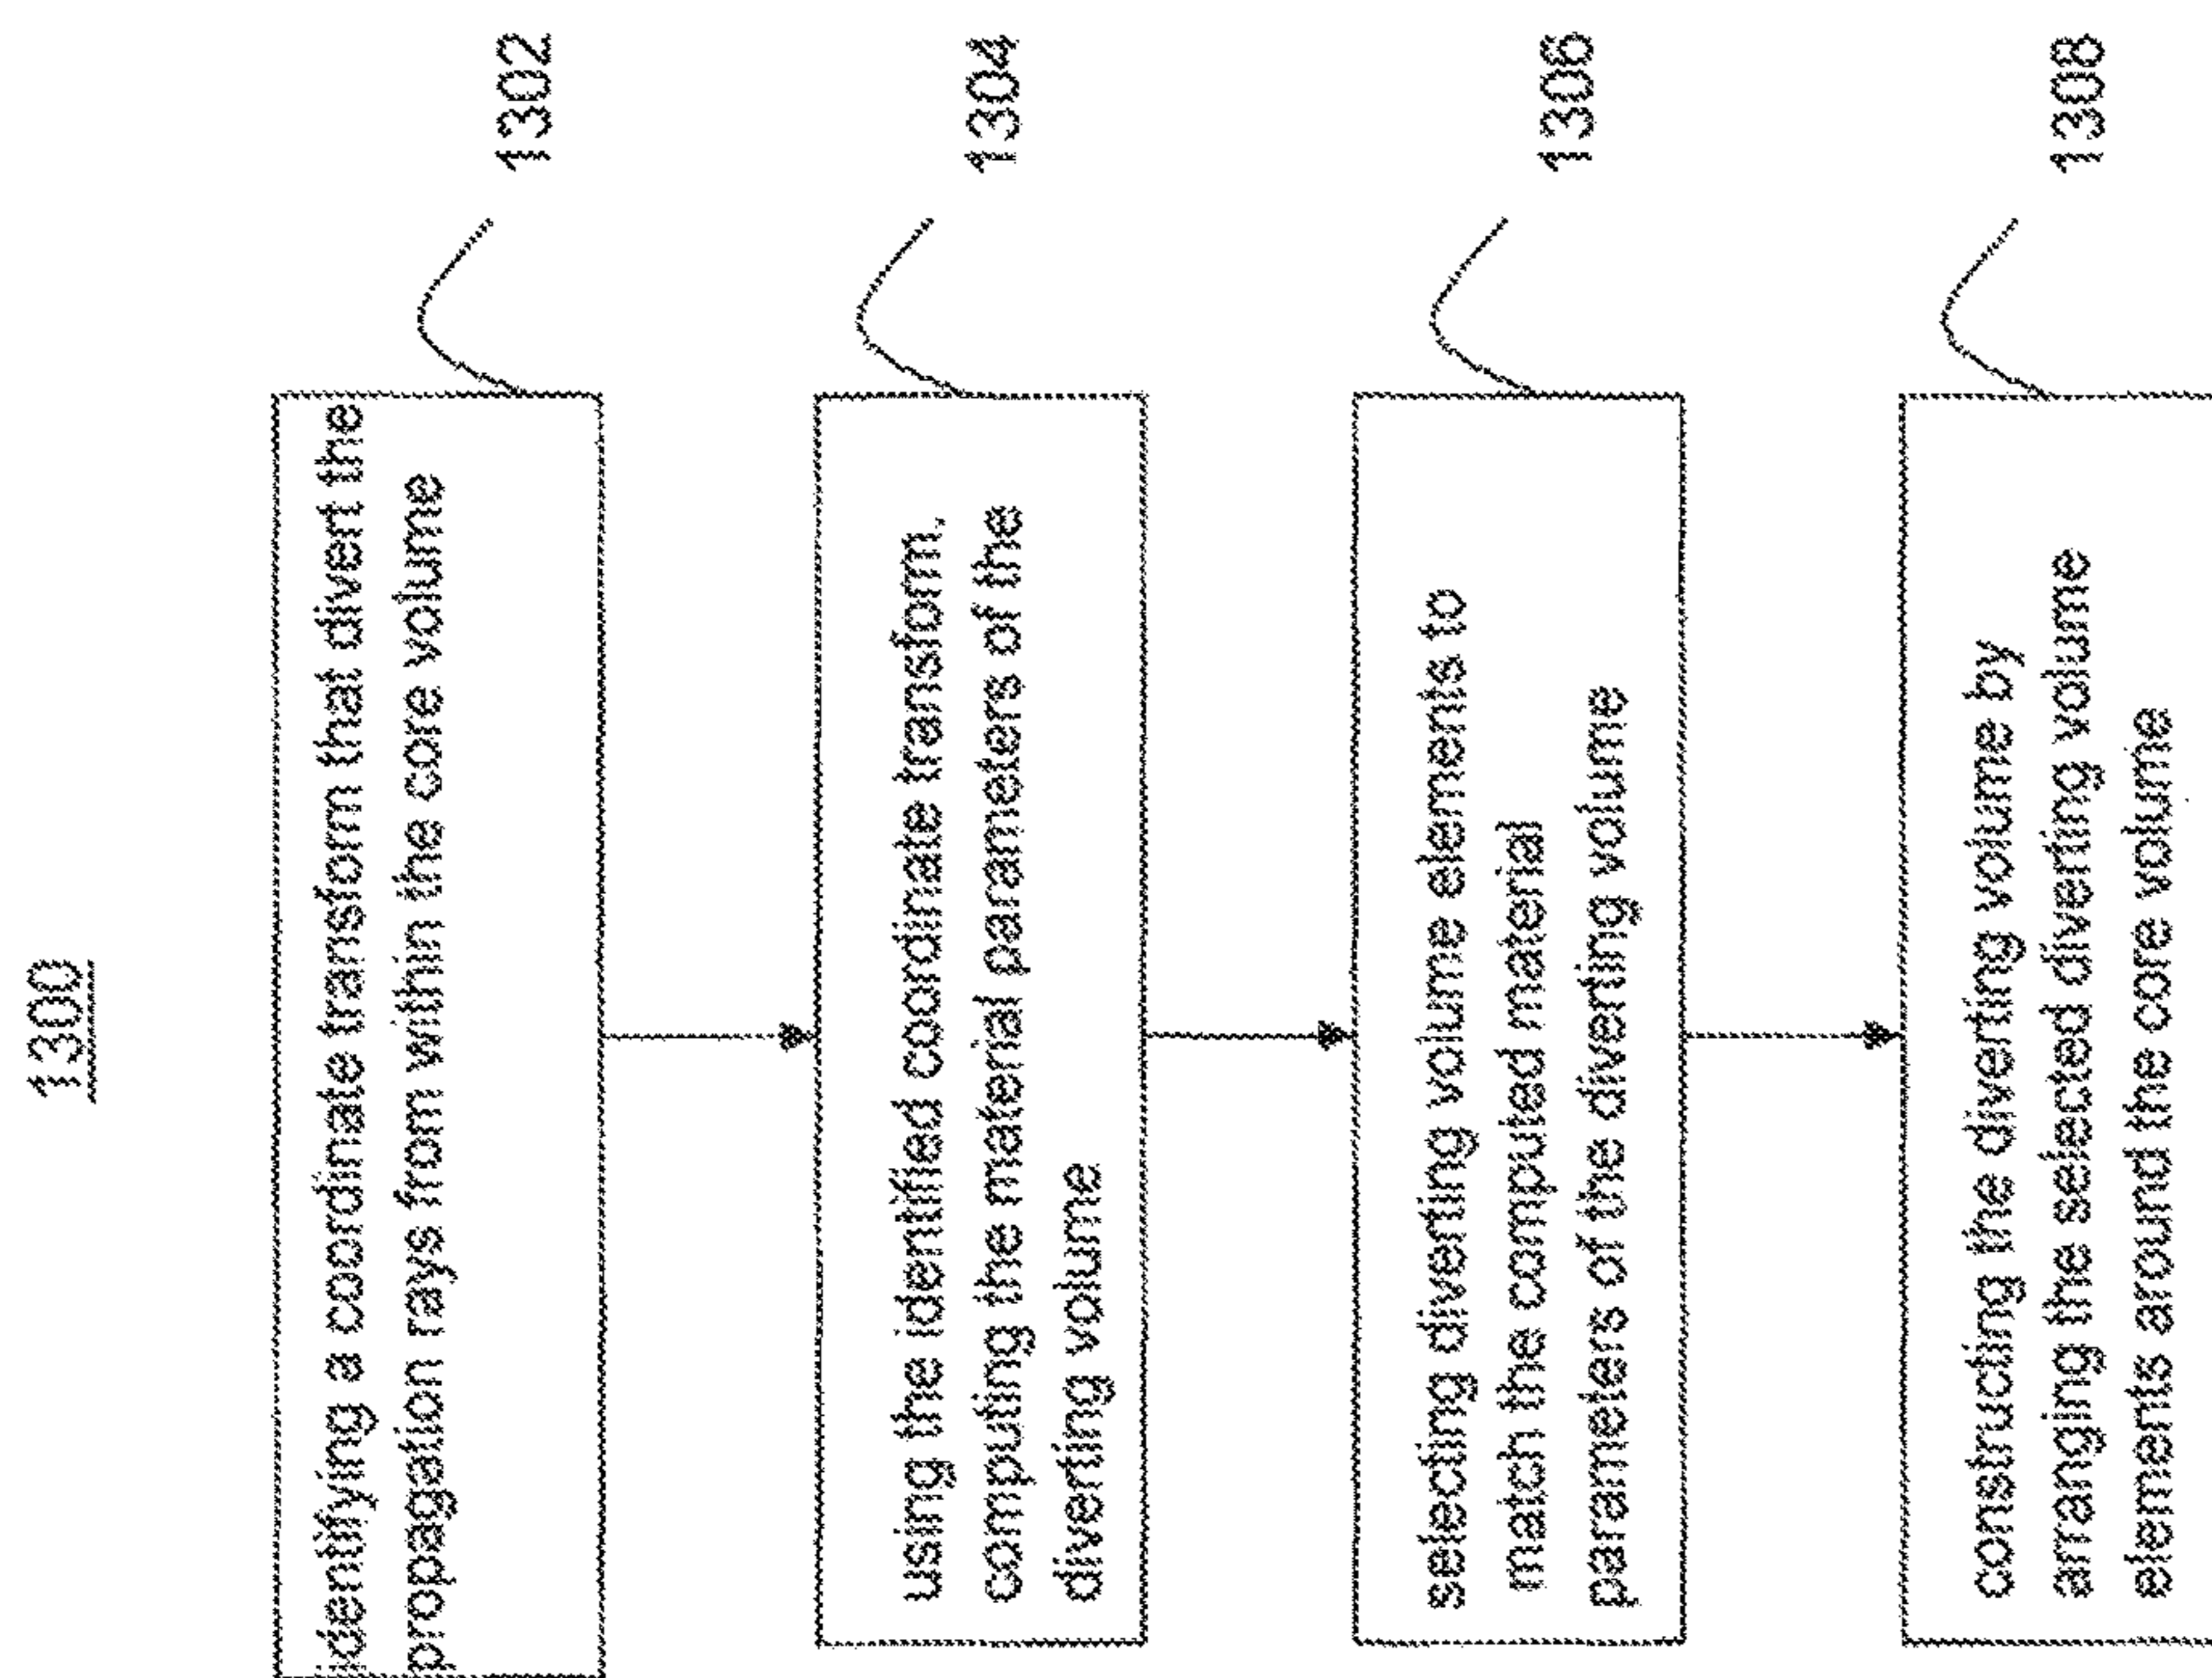 1300
identifying a coordinate transform that divert the
propagation rays from within the core volume
1302
using the identified coordinate transform,
computing the material parameters of the
diverting volume
1304
selecting diverting volume elements to
match the computed material
parameters of the diverting volume
1306
constructing the diverting volume by
arranging the selected diverting volume
elements around the core volume
1308